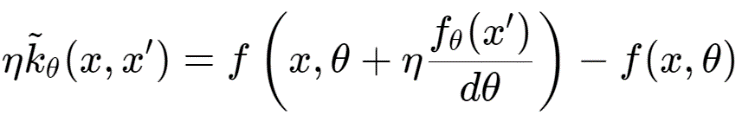 $\eta \tilde{k}_\theta(x, x') = f\left(x, \theta + \eta \frac{f_\theta(x')}{d\theta}\right) - f(x, \theta)$